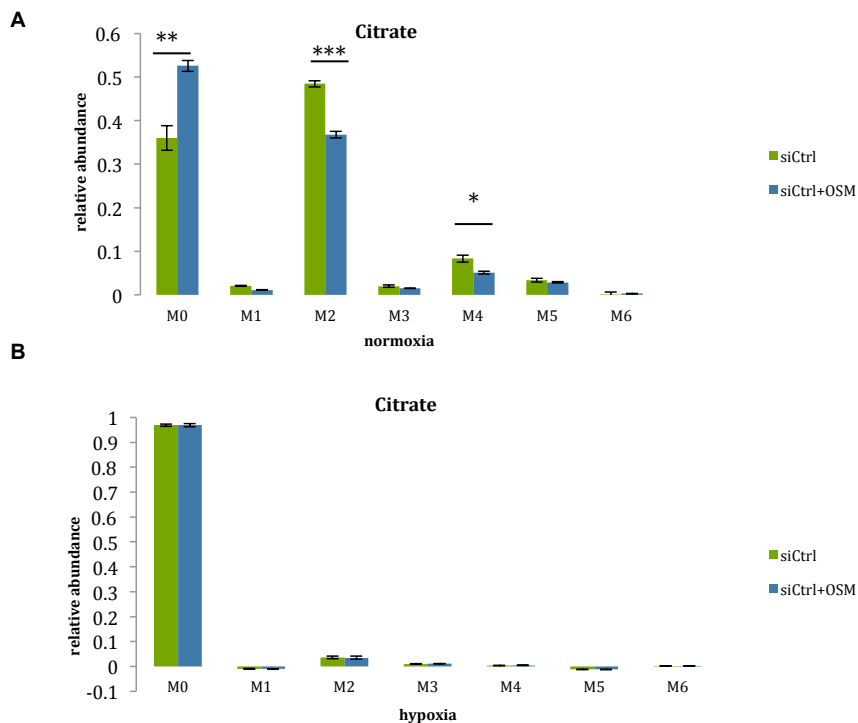 A
Citrate
relative abundance
0.6
0.5
0.4
0.3
0.2
0.1
0
**
***
*
M0 M1 M2 M3 M4 M5 M6
normoxia
siCtrl
siCtrl+OSM
B
Citrate
relative abundance
1
0.9
0.8
0.7
0.6
0.5
0.4
0.3
0.2
0.1
0
-0.1
M0 M1 M2 M3 M4 M5 M6
hypoxia
siCtrl
siCtrl+OSM